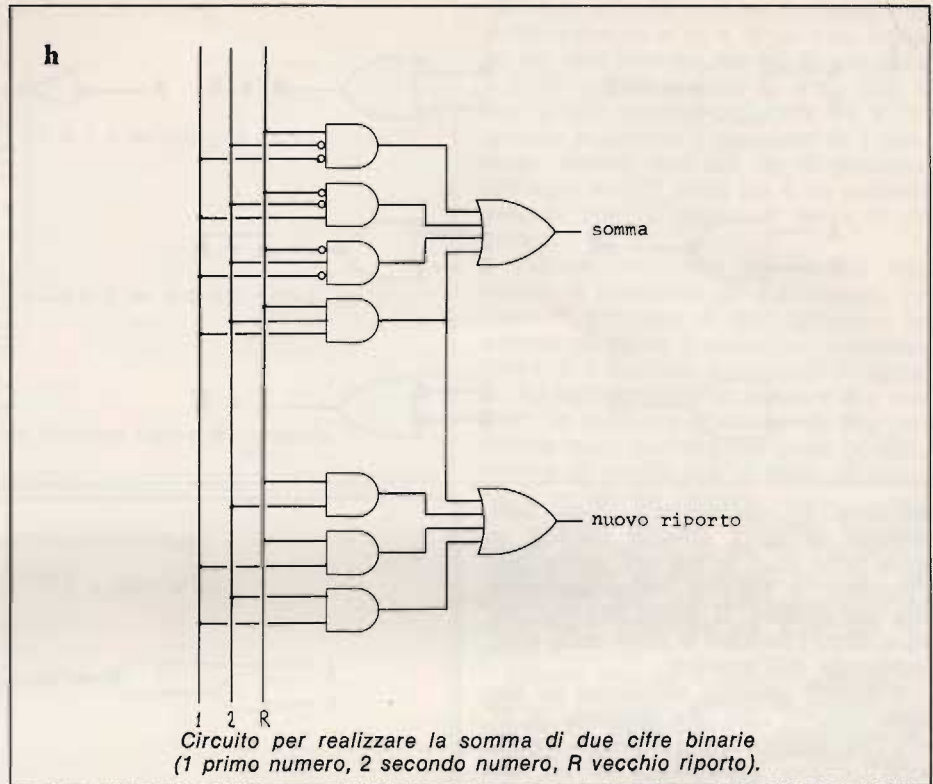 h
somma
nuovo riporto
1 2 R
Circuito per realizzare la somma di due cifre binarie
(1 primo numero, 2 secondo numero, R vecchio riporto).